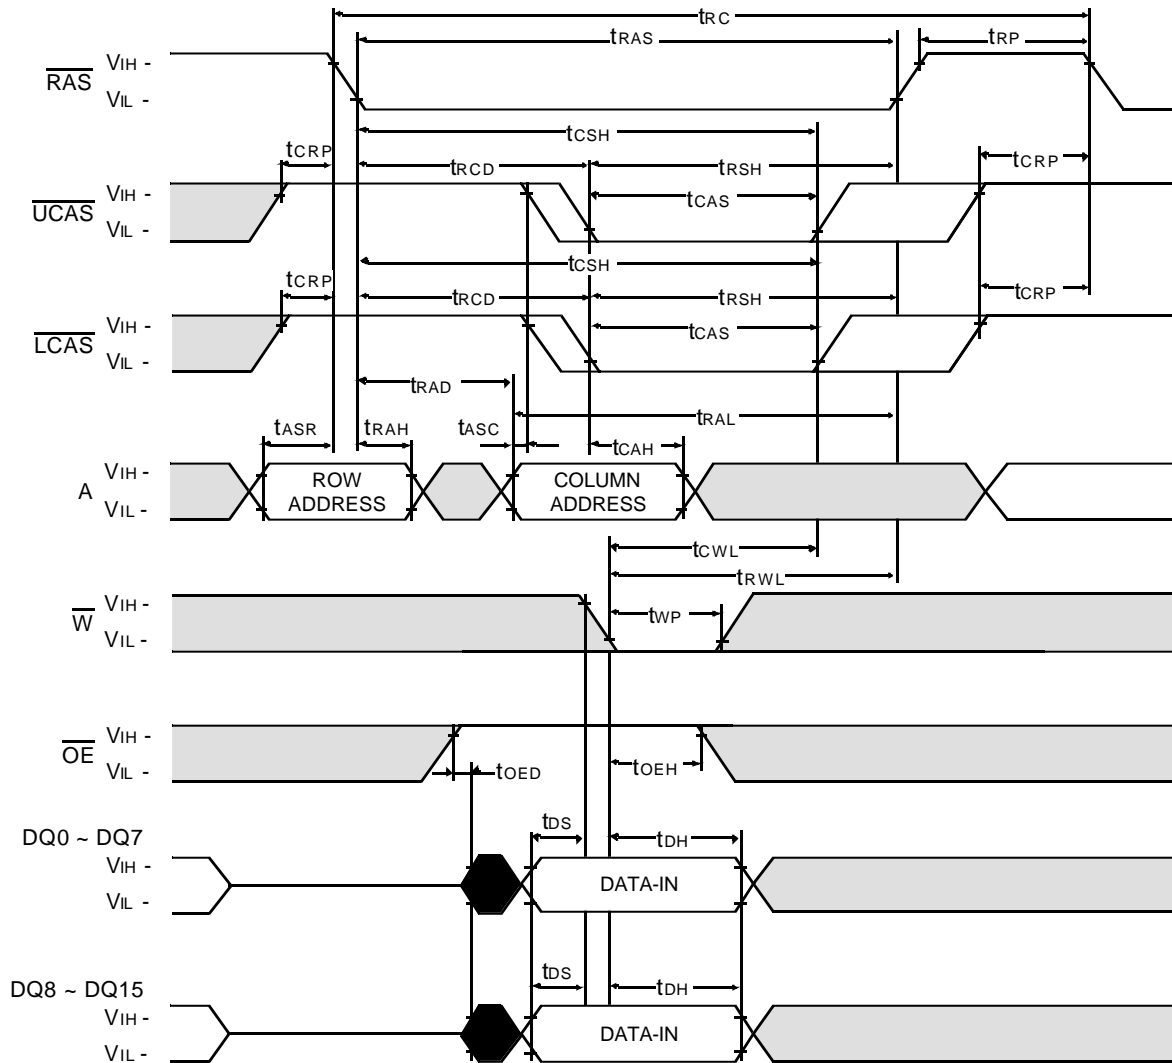 tRC
tRAS
tRP
RAS
VIH -
VIL -
tCSH
tCRP
tRCD
tRSH
tCRP
UCAS
VIH -
VIL -
tCAS
tCSH
tCRP
tRCD
tRSH
tCRP
LCAS
VIH -
VIL -
tCAS
tRAD
tRAL
tASR
tRAH
tASC
tCAH
A
VIH -
VIL -
ROW
ADDRESS
COLUMN
ADDRESS
tCWL
tRWL
W
VIH -
VIL -
tWP
OE
VIH -
VIL -
tOED
tOEH
DQ0 ~ DQ7
tDS
tDH
VIH -
VIL -
DATA-IN
DQ8 ~ DQ15
tDS
tDH
VIH -
VIL -
DATA-IN